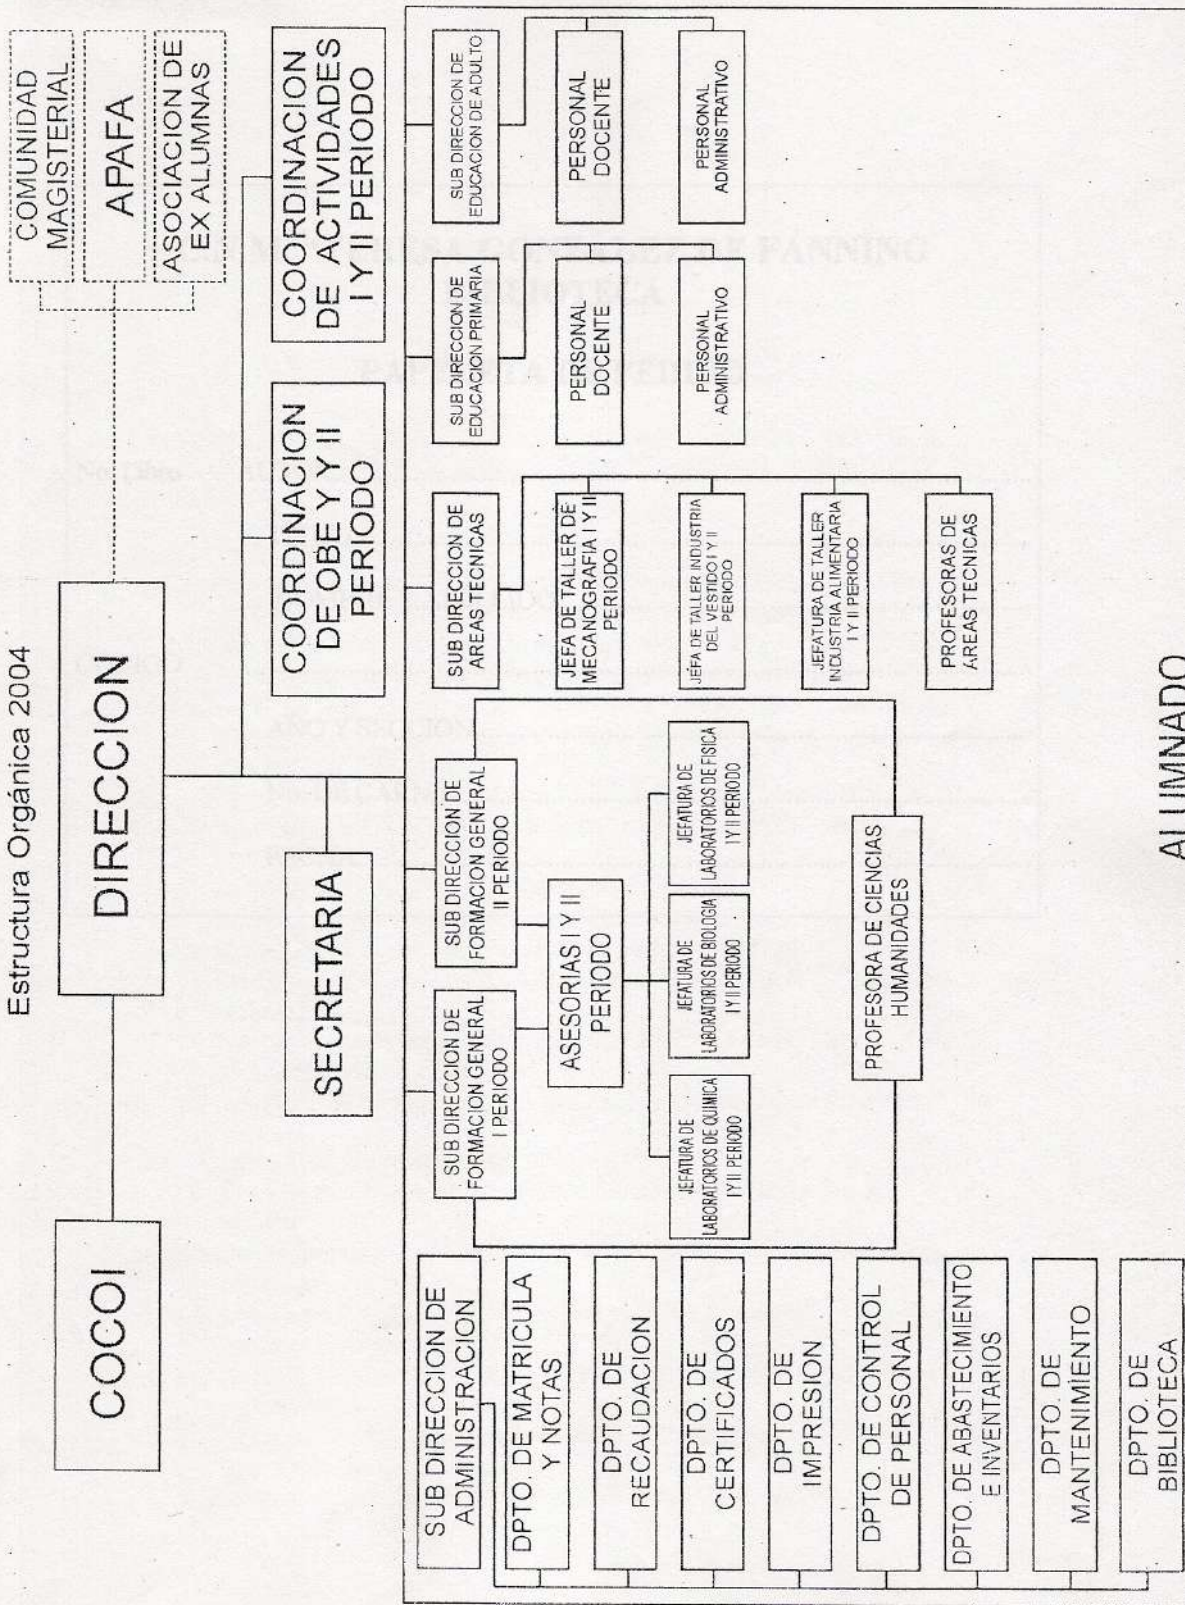 Estructura Orgánica 2004
COCOI
DIRECCION
COMUNIDAD
MAGISTERIAL
APAFA
ASOCIACION DE
EX ALUMNAS
SECRETARIA
COORDINACION
DE OBE Y Y II
PERIODO
COORDINACION
DE ACTIVIDADES
I Y II PERIODO
SUB DIRECCION DE
ADMINISTRACION
DPTO. DE MATRICULA
Y NOTAS
DPTO. DE
RECAUDACION
DPTO. DE
CERTIFICADOS
DPTO. DE
IMPRESION
DPTO. DE CONTROL
DE PERSONAL
DPTO. DE ABASTECIMIENTO
E INVENTARIOS
DPTO. DE
MANTENIMIENTO
DPTO. DE
BIBLIOTECA
SUB DIRECCION DE
FORMACION GENERAL
I PERIODO
SUB DIRECCION DE
FORMACION GENERAL
II PERIODO
ASESORIAS I Y II
PERIODO
JEFATURA DE
LABORATORIOS DE QUIMICA
I Y II PERIODO
JEFATURA DE
LABORATORIOS DE BIOLOGIA
I Y II PERIODO
JEFATURA DE
LABORATORIOS DE FISICA
I Y II PERIODO
PROFESORA DE CIENCIAS
HUMANIDADES
SUB DIRECCION DE
AREAS TECNICAS
JEFA DE TALLER DE
MECANOGRAFIA I Y II
PERIODO
JEFA DE TALLER INDUSTRIA
DEL VESTIDO I Y II
PERIODO
JEFATURA DE TALLER
INDUSTRIA ALIMENTARIA
I Y II PERIODO
PROFESORAS DE
AREAS TECNICAS
SUB DIRECCION DE
EDUCACION PRIMARIA
PERSONAL
DOCENTE
PERSONAL
ADMINISTRATIVO
SUB DIRECCION DE
EDUCACION DE ADULTO
PERSONAL
DOCENTE
PERSONAL
ADMINISTRATIVO
ALUMNADO